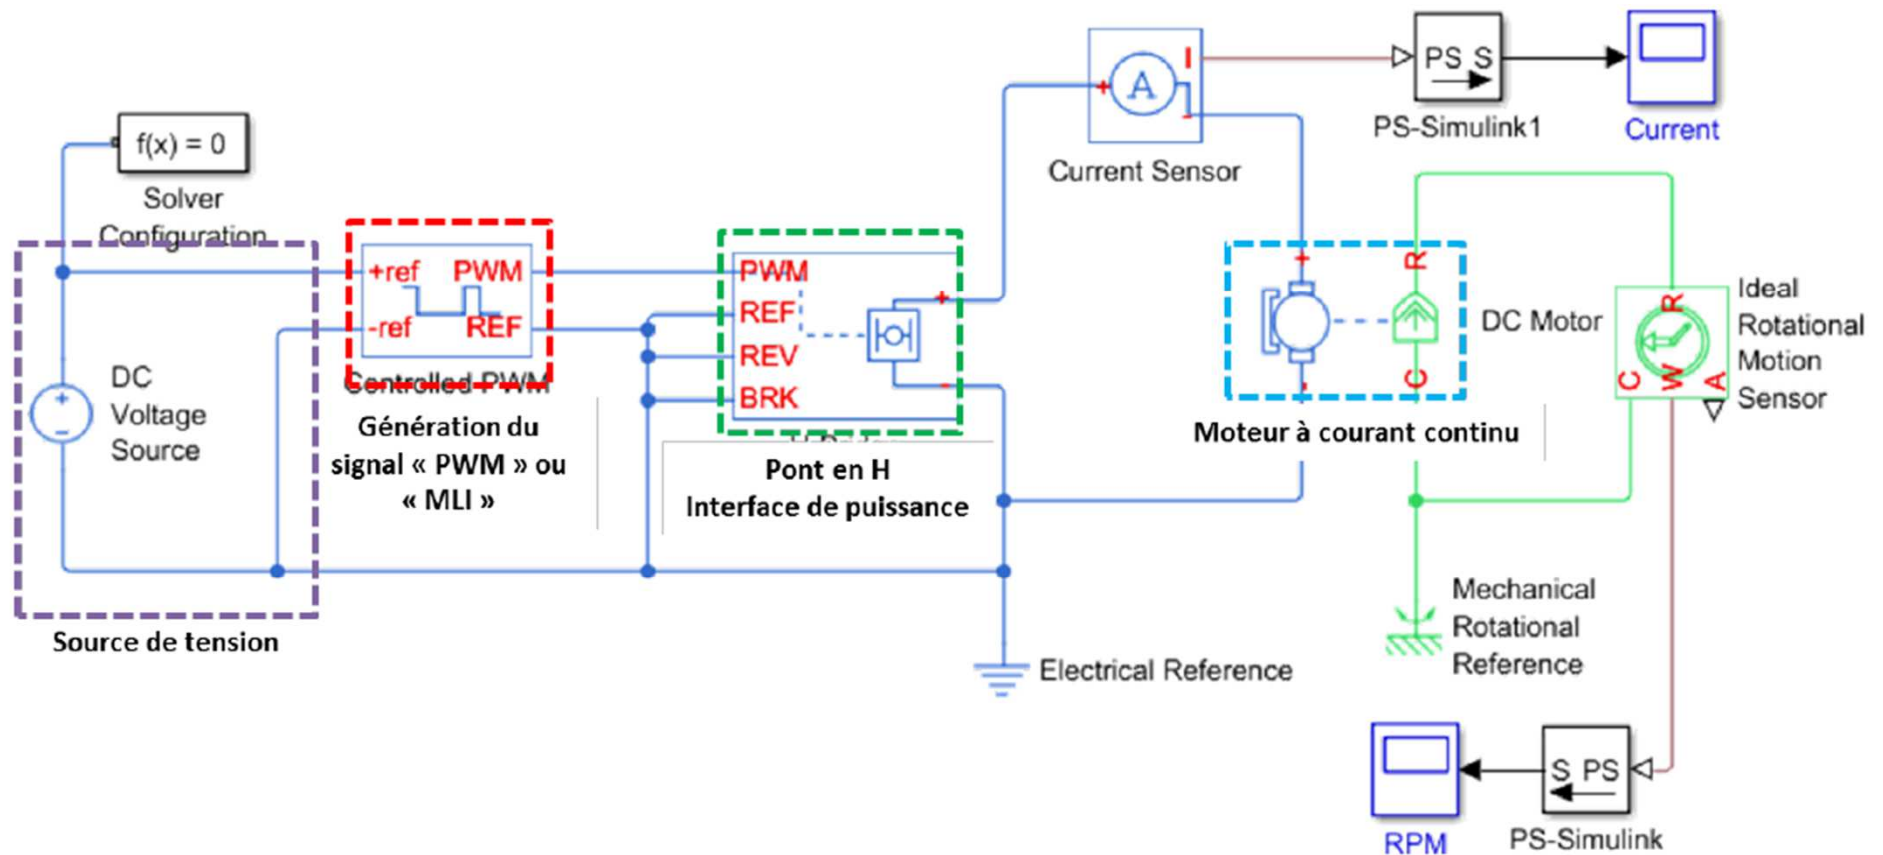 f(x) = 0
Solver
Configuration
DC
Voltage
Source
Source de tension
+ref PWM
-ref REF
Controlled PWM
Génération du
signal « PWM » ou
« MLI »
PWM
REF
REV
BRK
+
-
Pont en H
Interface de puissance
A
I
+
-
Current Sensor
PS S
PS-Simulink1
Current
+
-
R
C
DC Motor
Moteur à courant continu
R
C
W
A
Ideal
Rotational
Motion
Sensor
Mechanical
Rotational
Reference
Electrical Reference
RPM
S PS
PS-Simulink